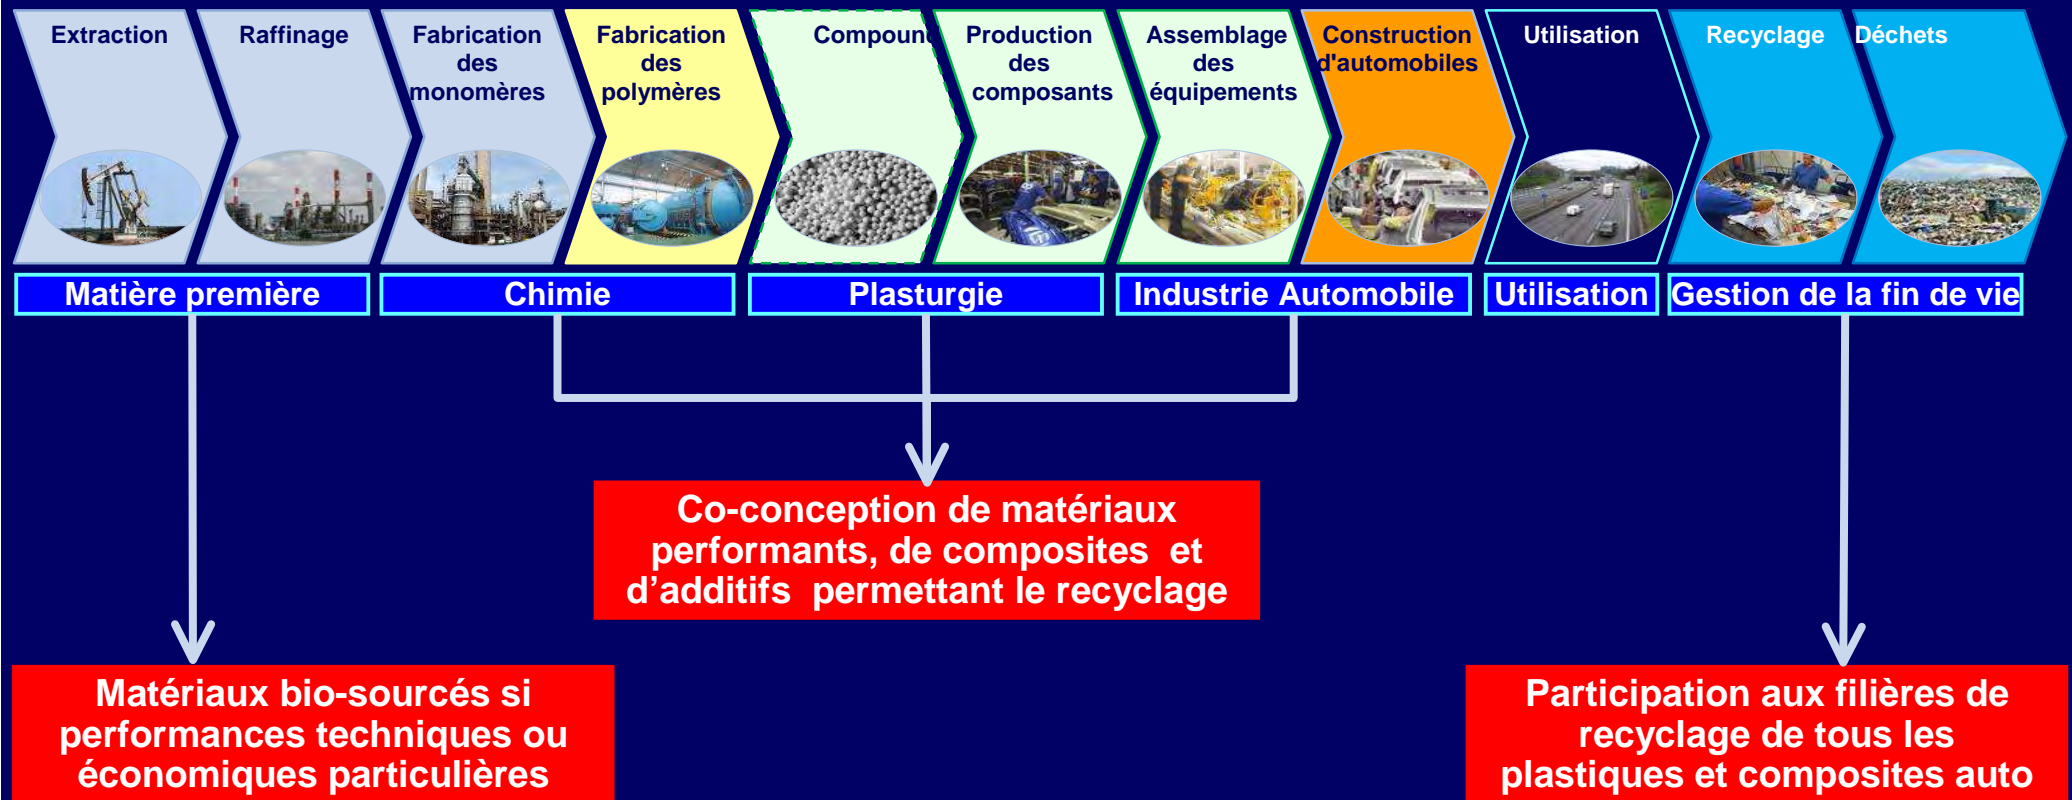 Extraction
Raffinage
Fabrication
des
monomères
Fabrication
des
polymères
Compound
Production
des
composants
Assemblage
des
équipements
Construction
d'automobiles
Utilisation
Recyclage
Déchets
Matière première
Chimie
Plasturgie
Industrie Automobile
Utilisation
Gestion de la fin de vie
Co-conception de matériaux
performants, de composites et
d’additifs permettant le recyclage
Matériaux bio-sourcés si
performances techniques ou
économiques particulières
Participation aux filières de
recyclage de tous les
plastiques et composites auto